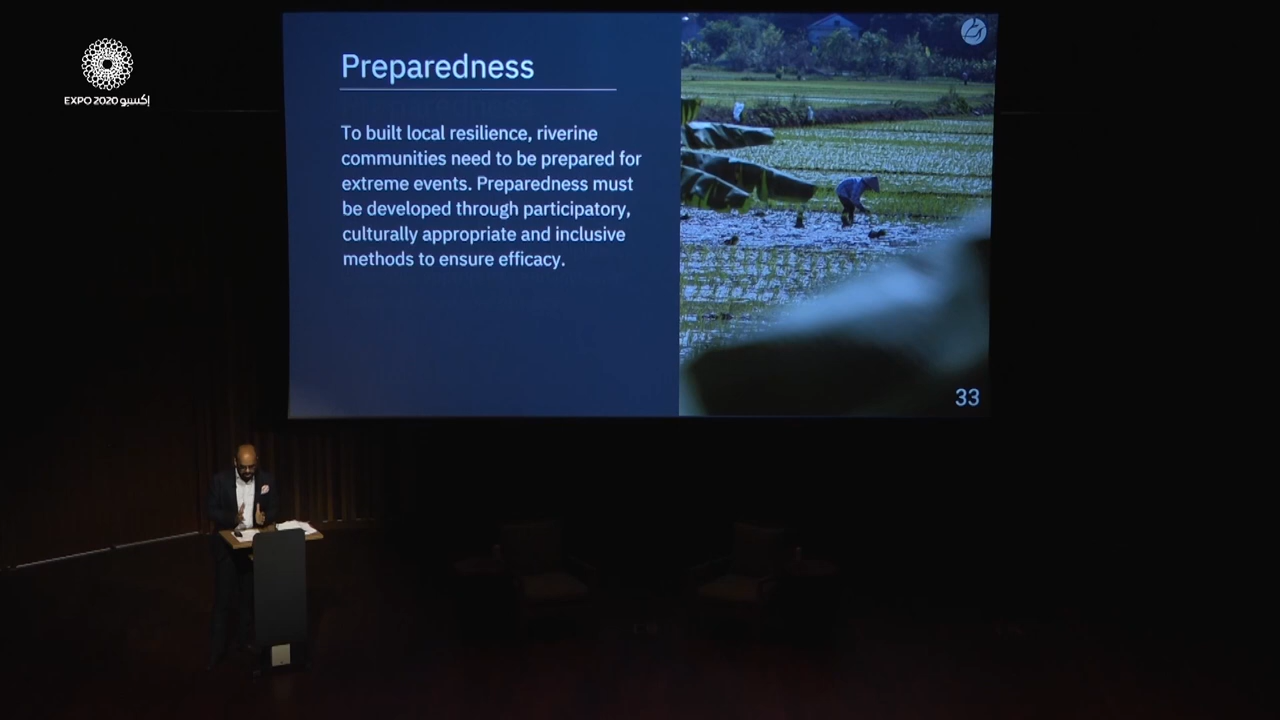 EXPO 2020 إكسبو
Preparedness
To built local resilience, riverine
communities need to be prepared for
extreme events. Preparedness must
be developed through participatory,
culturally appropriate and inclusive
methods to ensure efficacy.
33